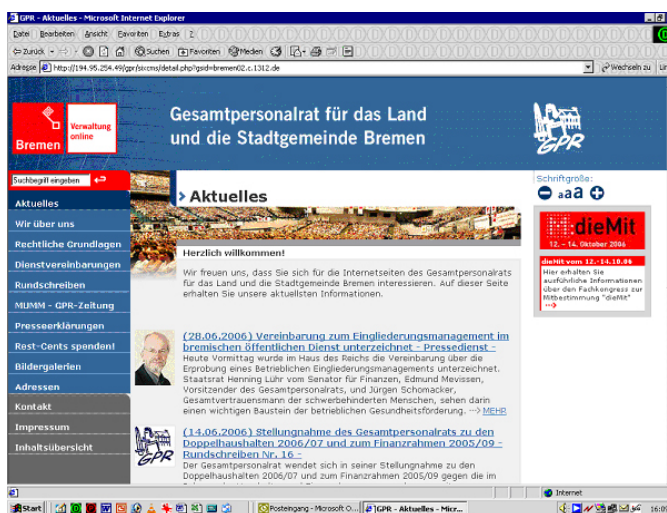 GPR - Aktuelles - Microsoft Internet Explorer
Datei Bearbeiten Ansicht Favoriten Extras ?
Zurück Suchen Favoriten Medien
Adresse http://194.95.254.49/gpr/sixcms/detail.php?gsid=bremen02.c.1312.de Wechseln zu
Bremen
Verwaltung
online
Gesamtpersonalrat für das Land
und die Stadtgemeinde Bremen
GPR
Suchbegriff eingeben
Aktuelles
Wir über uns
Rechtliche Grundlagen
Dienstvereinbarungen
Rundschreiben
MUMM - GPR-Zeitung
Presseerklärungen
Rest-Cents spenden!
Bildergalerien
Adressen
Kontakt
Impressum
Inhaltsübersicht
Aktuelles
Herzlich willkommen!
Wir freuen uns, dass Sie sich für die Internetseiten des Gesamtpersonalrats
für das Land und die Stadtgemeinde Bremen interessieren. Auf dieser Seite
erhalten Sie unsere aktuellsten Informationen.
(28.06.2006) Vereinbarung zum Eingliederungsmanagement im
bremischen öffentlichen Dienst unterzeichnet - Pressedienst -
Heute Vormittag wurde im Haus des Reichs die Vereinbarung über die
Erprobung eines Betrieblichen Eingliederungsmanagements unterzeichnet.
Staatsrat Henning Lühr vom Senator für Finanzen, Edmund Mevissen,
Vorsitzender des Gesamtpersonalrats, und Jürgen Schomacker,
Gesamtvertrauensmann der schwerbehinderten Menschen, sehen darin
einen wichtigen Baustein der betrieblichen Gesundheitsförderung. ---> MEHR
GPR
(14.06.2006) Stellungnahme des Gesamtpersonalrats zu den
Doppelhaushalten 2006/07 und zum Finanzrahmen 2005/09 -
Rundschreiben Nr. 16 -
Der Gesamtpersonalrat wendet sich in seiner Stellungnahme zu den
Doppelhaushalten 2006/07 und zum Finanzrahmen 2005/09 gegen die im
Schriftgröße:
aaa
dieMit
12. - 14. Oktober 2006
dieMit vom 12.-14.10.06
Hier erhalten Sie
ausführliche Informationen
über den Fachkongress zur
Mitbestimmung "dieMit"
--->
Internet
Start Posteingang - Microsoft O... GPR - Aktuelles - Micr...